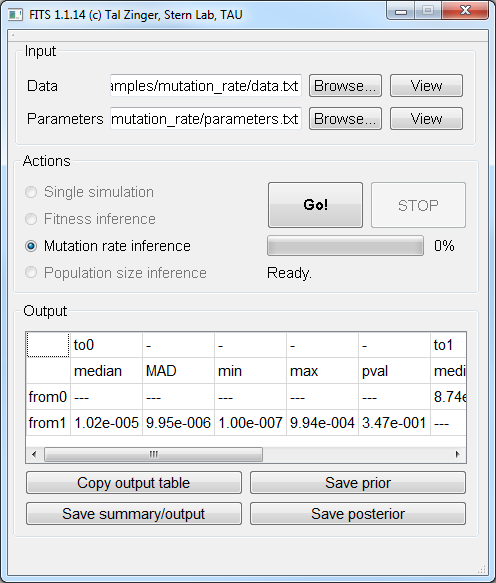 FITS 1.1.14 (c) Tal Zinger, Stern Lab, TAU
Input
Data amples/mutation_rate/data.txt Browse... View
Parameters mutation_rate/parameters.txt Browse... View
Actions
Single simulation
Fitness inference
Mutation rate inference
Population size inference
Go! STOP
0%
Ready.
Output
to0 - - - - to1
median MAD min max pval medi
from0 --- --- --- --- --- 8.74e
from1 1.02e-005 9.95e-006 1.00e-007 9.94e-004 3.47e-001 ---
Copy output table Save prior
Save summary/output Save posterior